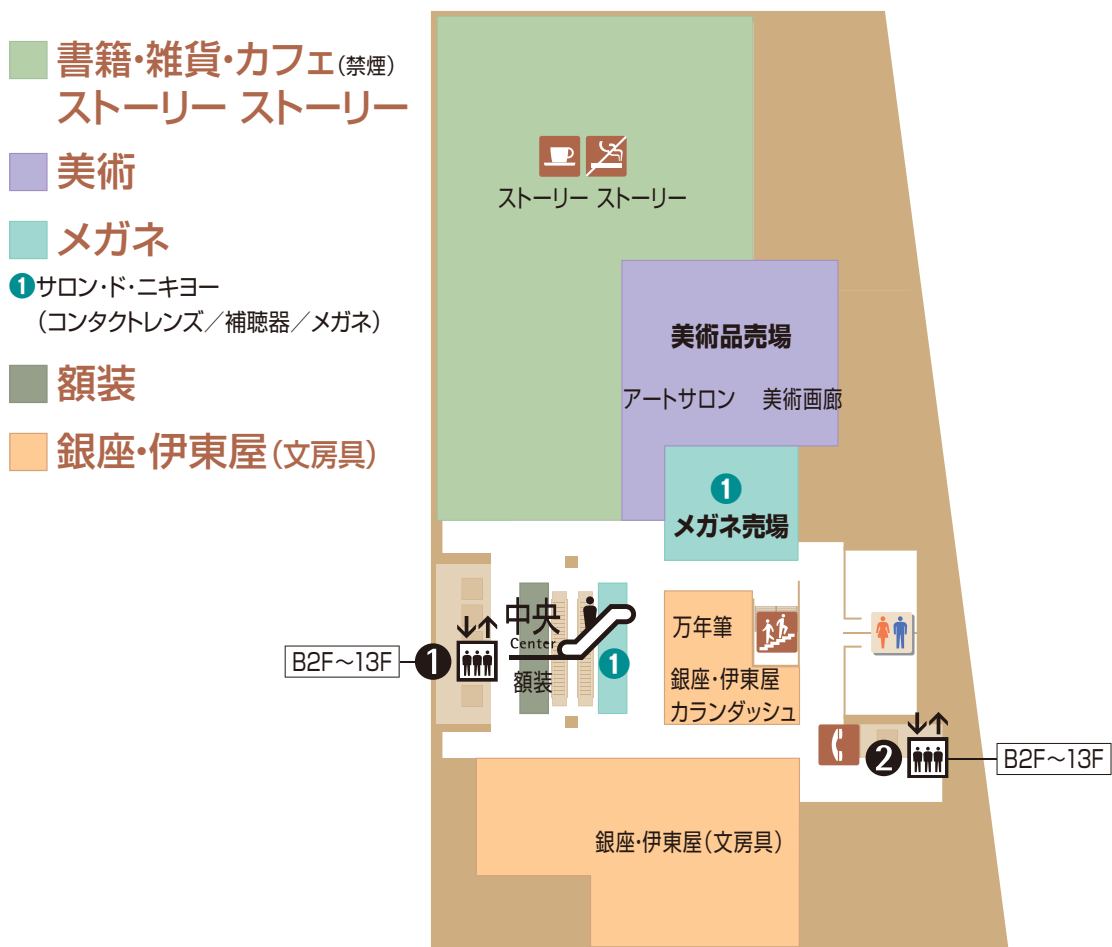 書籍・雑貨・カフェ(禁煙)
ストーリー ストーリー
美術
メガネ
❶サロン・ド・ニキヨー
(コンタクトレンズ/補聴器/メガネ)
額装
銀座・伊東屋(文房具)
ストーリー ストーリー
美術品売場
アートサロン 美術画廊
❶
メガネ売場
中央
Center
額装
❶
B2F～13F
❶
万年筆
銀座・伊東屋
カランダッシュ
❷
B2F～13F
銀座・伊東屋(文房具)